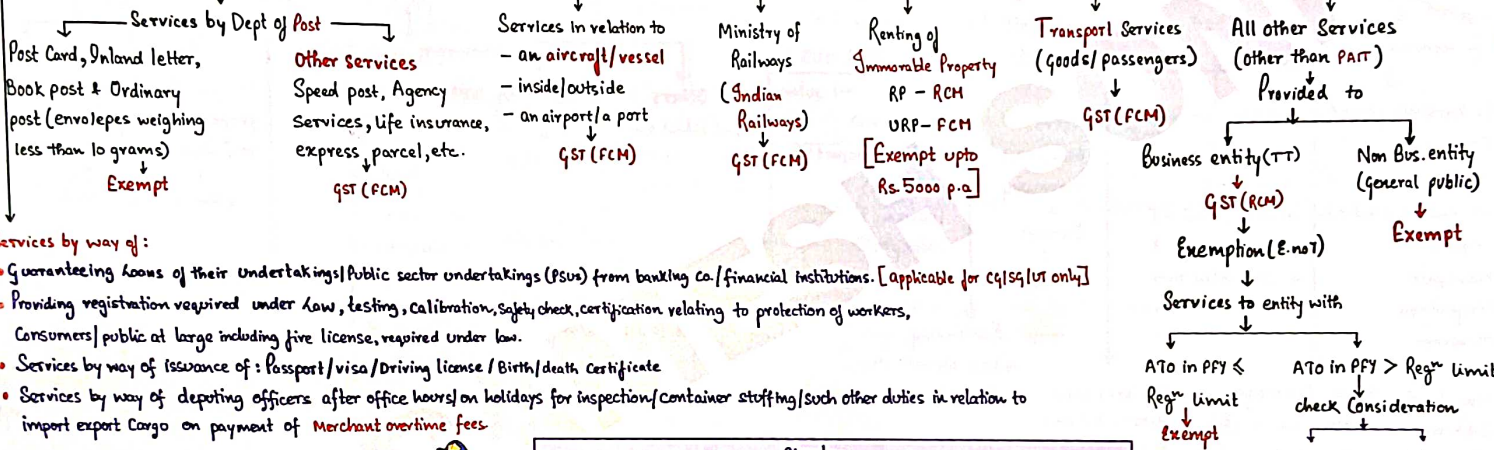 Services by Dept of Post
Post Card, Inland letter,
Book post & Ordinary
post (envolepes weighing
less than 10 grams)
Exempt
Other Services
Speed post, Agency
services, life insurance,
express, parcel, etc.
GST (FCM)
Services In relation to
- an aircraft/vessel
- inside/outside
- an airport/a port
GST (FCM)
Ministry of
Railways
(Indian
Railways)
GST (FCM)
Renting of
Immovable Property
RP - RCM
URP- FCM
[Exempt upto
Rs. 5000 p.a]
Transport Services
(Goods/passengers)
GST (FCM)
All other Services
(other than PAIT)
Provided to
Business entity (TT)
GST (RCM)
Exemption (E.no7)
Services to entity with
ATO in PFY ≤
Regⁿ limit
Exempt
ATO in PFY > Regⁿ limit
check Consideration
Non Bus. entity
(general public)
Exempt
ervices by way of :
• Guaranteeing Loans of their undertakings/Public sector undertakings (PSUs) from banking Co./financial institutions. [applicable for CG/SG/UT only]
• Providing registration required under Law, testing, calibration, Safety check, certification relating to protection of workers,
Consumers/public at large including fire license, required under law.
• Services by way of issuance of : Passport/visa/Driving license/Birth/death Certificate
• Services by way of deputing officers after office hours/on holidays for inspection/container stuffing/such other duties in relation to
import export Cargo on payment of Merchant overtime fees